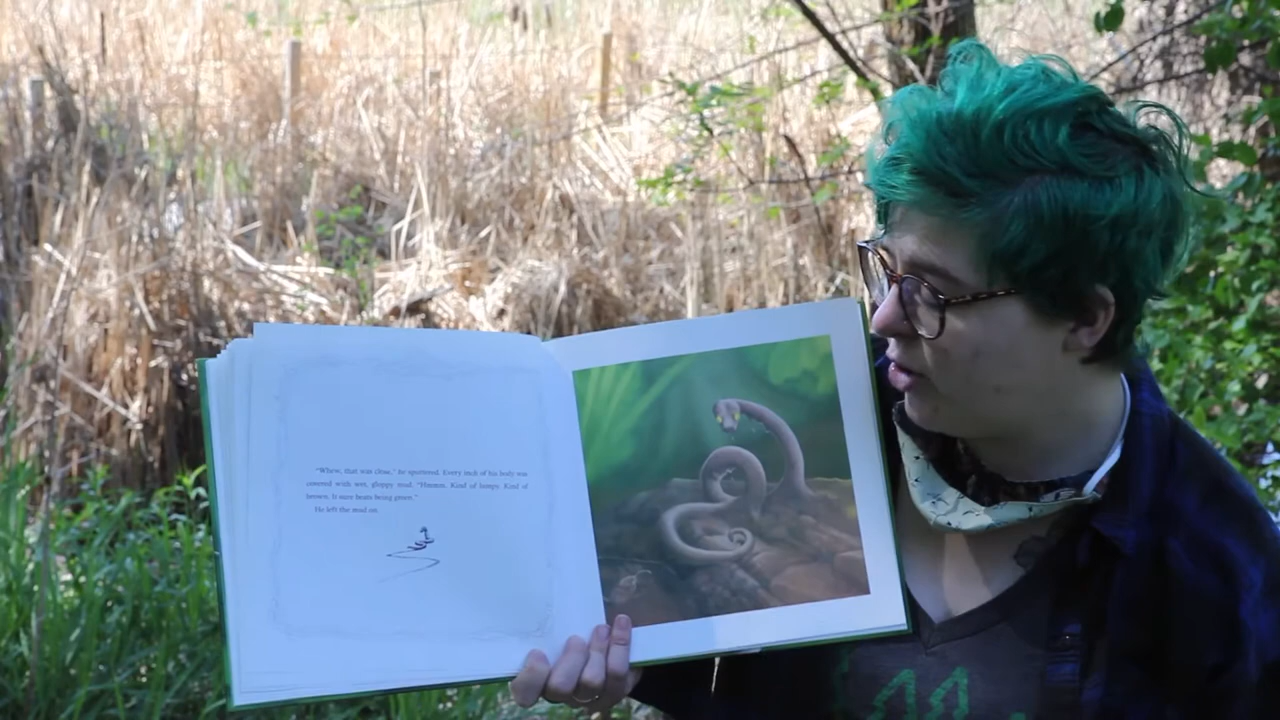 "Whew, that was close," he sputtered. Every inch of his body was
covered with wet, gloppy mud. "Hmmm. Kind of lumpy. Kind of
brown. It sure beats being green."
He left the mud on.